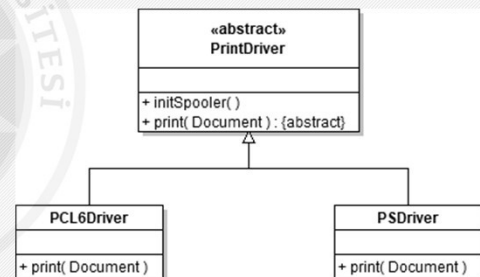 «abstract»
PrintDriver
+ initSpooler( )
+ print( Document ) : {abstract}
PCL6Driver
+ print( Document )
PSDriver
+ print( Document )